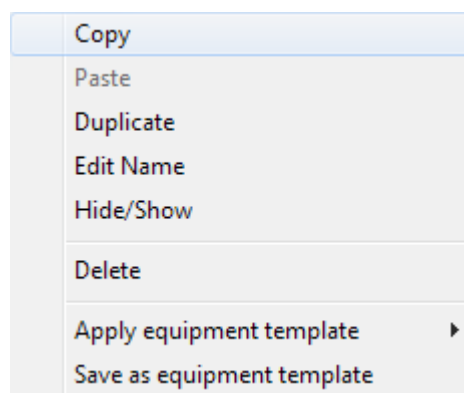 Copy
Paste
Duplicate
Edit Name
Hide/Show
Delete
Apply equipment template
Save as equipment template